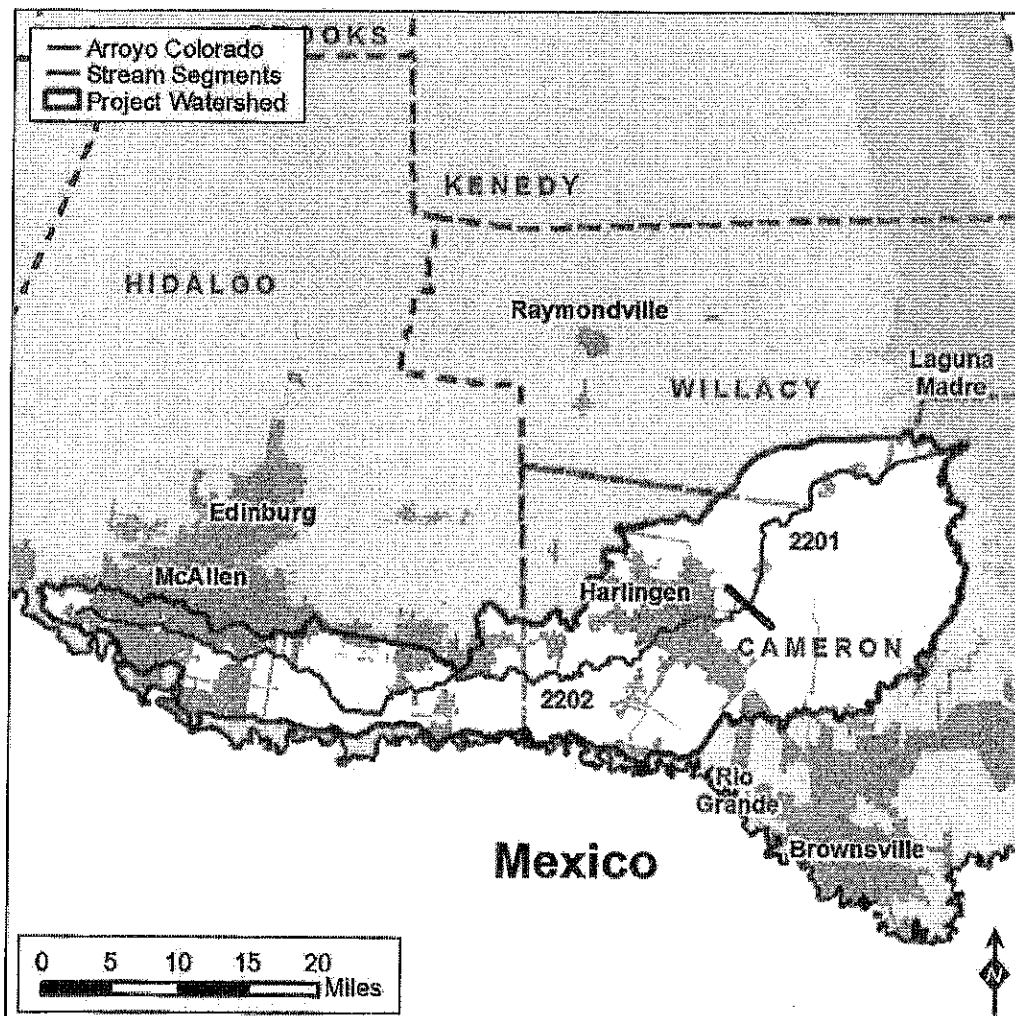 Arroyo Colorado
Stream Segments
Project Watershed
OOKS
KENEDY
HIDALGO
Raymondville
WILLACY
Laguna
Madre
Edinburg
2201
McAllen
Harlingen
CAMERON
2202
Rio
Grande
Mexico
Brownsville
0 5 10 15 20
Miles
N